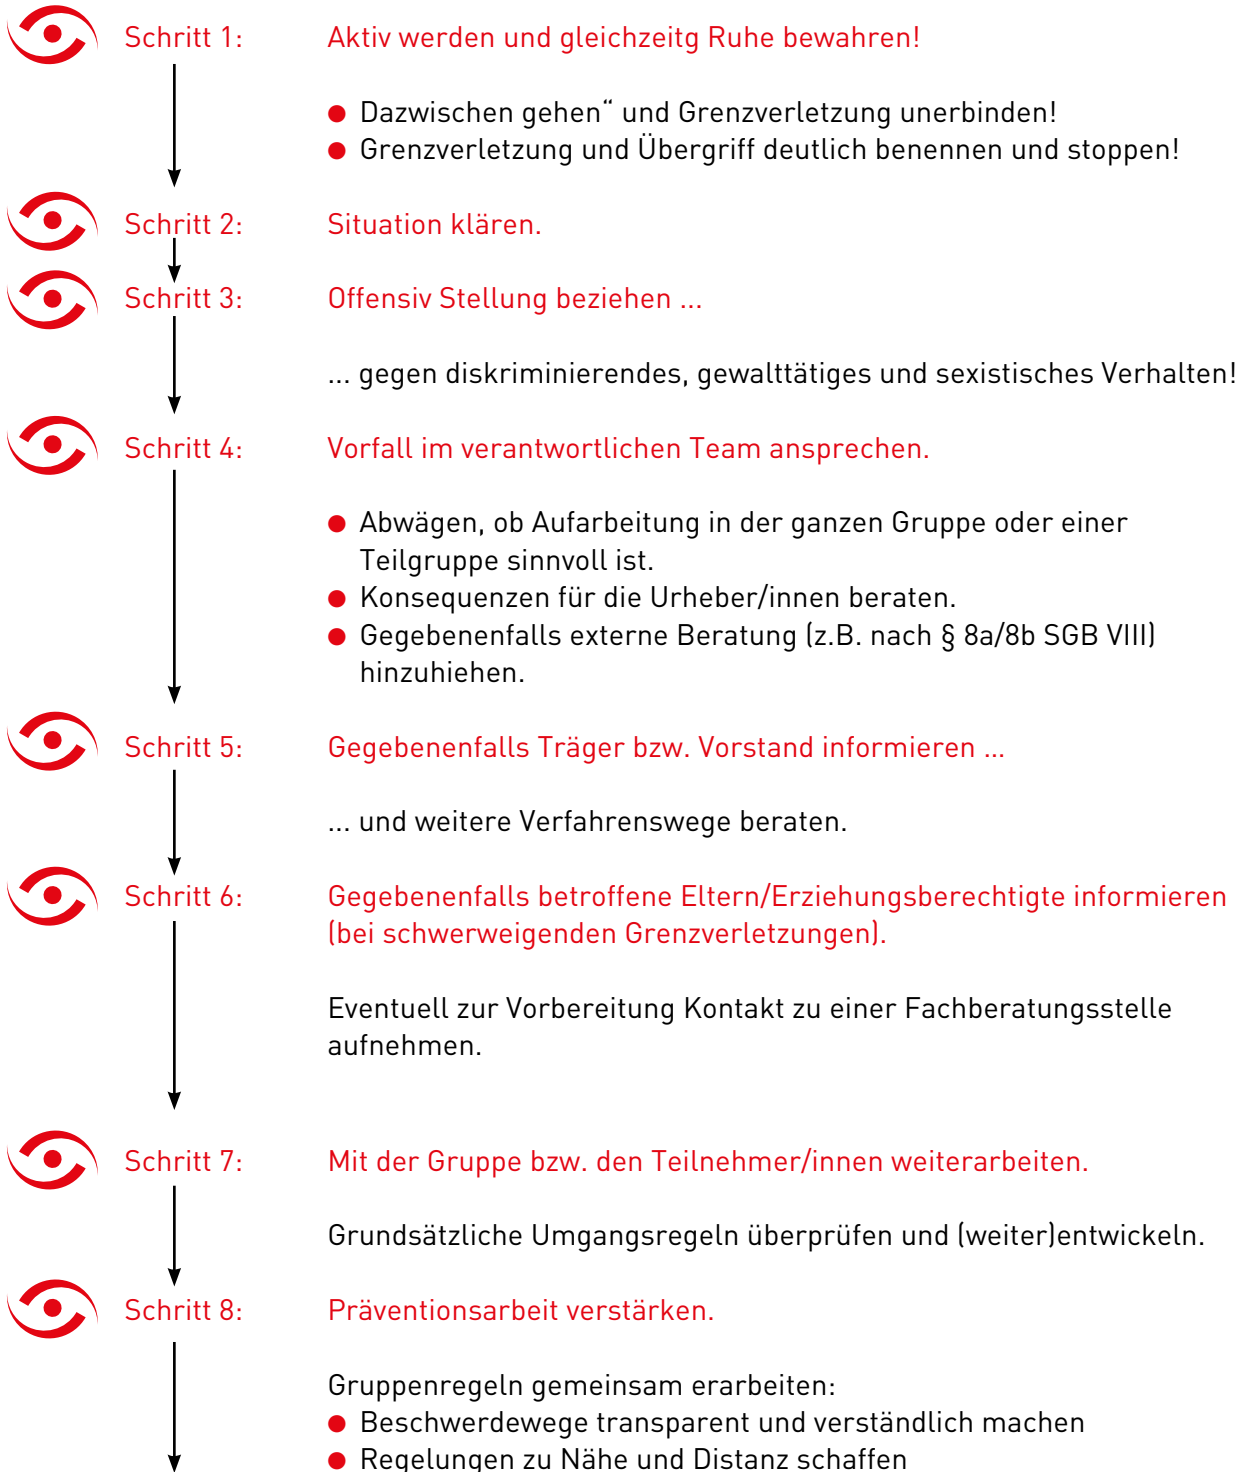 Schritt 1: Aktiv werden und gleichzeitg Ruhe bewahren!
● Dazwischen gehen“ und Grenzverletzung unerbinden!
● Grenzverletzung und Übergriff deutlich benennen und stoppen!
Schritt 2: Situation klären.
Schritt 3: Offensiv Stellung beziehen ...
... gegen diskriminierendes, gewalttätiges und sexistisches Verhalten!
Schritt 4: Vorfall im verantwortlichen Team ansprechen.
● Abwägen, ob Aufarbeitung in der ganzen Gruppe oder einer
Teilgruppe sinnvoll ist.
● Konsequenzen für die Urheber/innen beraten.
● Gegebenenfalls externe Beratung (z.B. nach § 8a/8b SGB VIII)
hinzuhiehen.
Schritt 5: Gegebenenfalls Träger bzw. Vorstand informieren ...
... und weitere Verfahrenswege beraten.
Schritt 6: Gegebenenfalls betroffene Eltern/Erziehungsberechtigte informieren
(bei schwerweigenden Grenzverletzungen).
Eventuell zur Vorbereitung Kontakt zu einer Fachberatungsstelle
aufnehmen.
Schritt 7: Mit der Gruppe bzw. den Teilnehmer/innen weiterarbeiten.
Grundsätzliche Umgangsregeln überprüfen und (weiter)entwickeln.
Schritt 8: Präventionsarbeit verstärken.
Gruppenregeln gemeinsam erarbeiten:
● Beschwerdewege transparent und verständlich machen
● Regelungen zu Nähe und Distanz schaffen